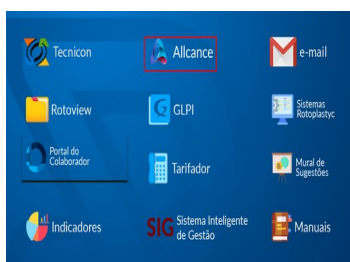 Tecnicon
Allcance
e-mail
Rotoview
GLPI
Sistemas
Rotoplastyc
Portal do
Colaborador
Tarifador
Mural de
Sugestões
Indicadores
SIG
Sistema Inteligente
de Gestão
Manuais